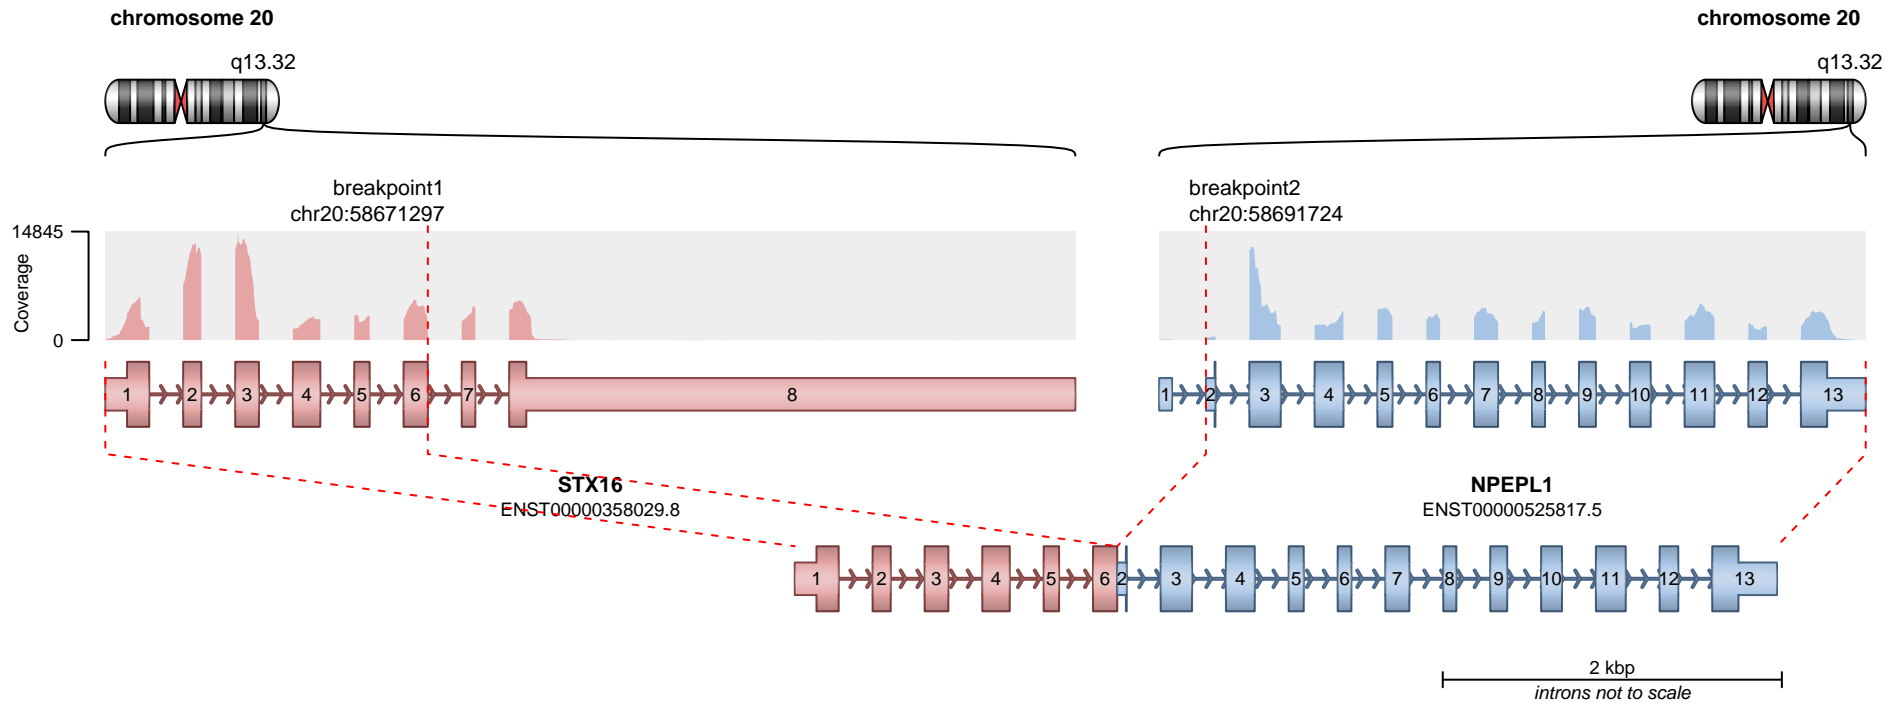 chromosome 20
chromosome 20
q13.32
q13.32
breakpoint1
chr20:58671297
breakpoint2
chr20:58691724
14845
Coverage
0
1 2 3 4 5 6 7 8
1 2 3 4 5 6 7 8 9 10 11 12 13
STX16
ENST00000358029.8
NPEPL1
ENST00000525817.5
1 2 3 4 5 6 2 3 4 5 6 7 8 9 10 11 12 13
2 kbp
introns not to scale